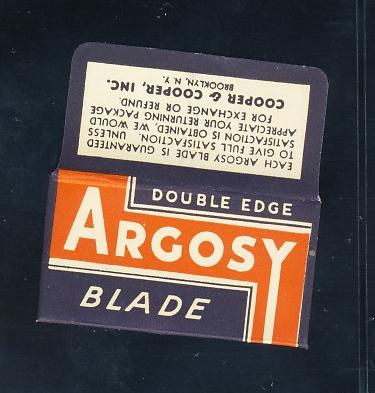 EACH ARGOSY BLADE IS GUARANTEED
TO GIVE FULL SATISFACTION. UNLESS
SATISFACTION IS OBTAINED, WE WOULD
APPRECIATE YOUR RETURNING PACKAGE
FOR EXCHANGE OR REFUND.
COOPER & COOPER, INC.
BROOKLYN, N. Y.
DOUBLE EDGE
ARGOSY
BLADE